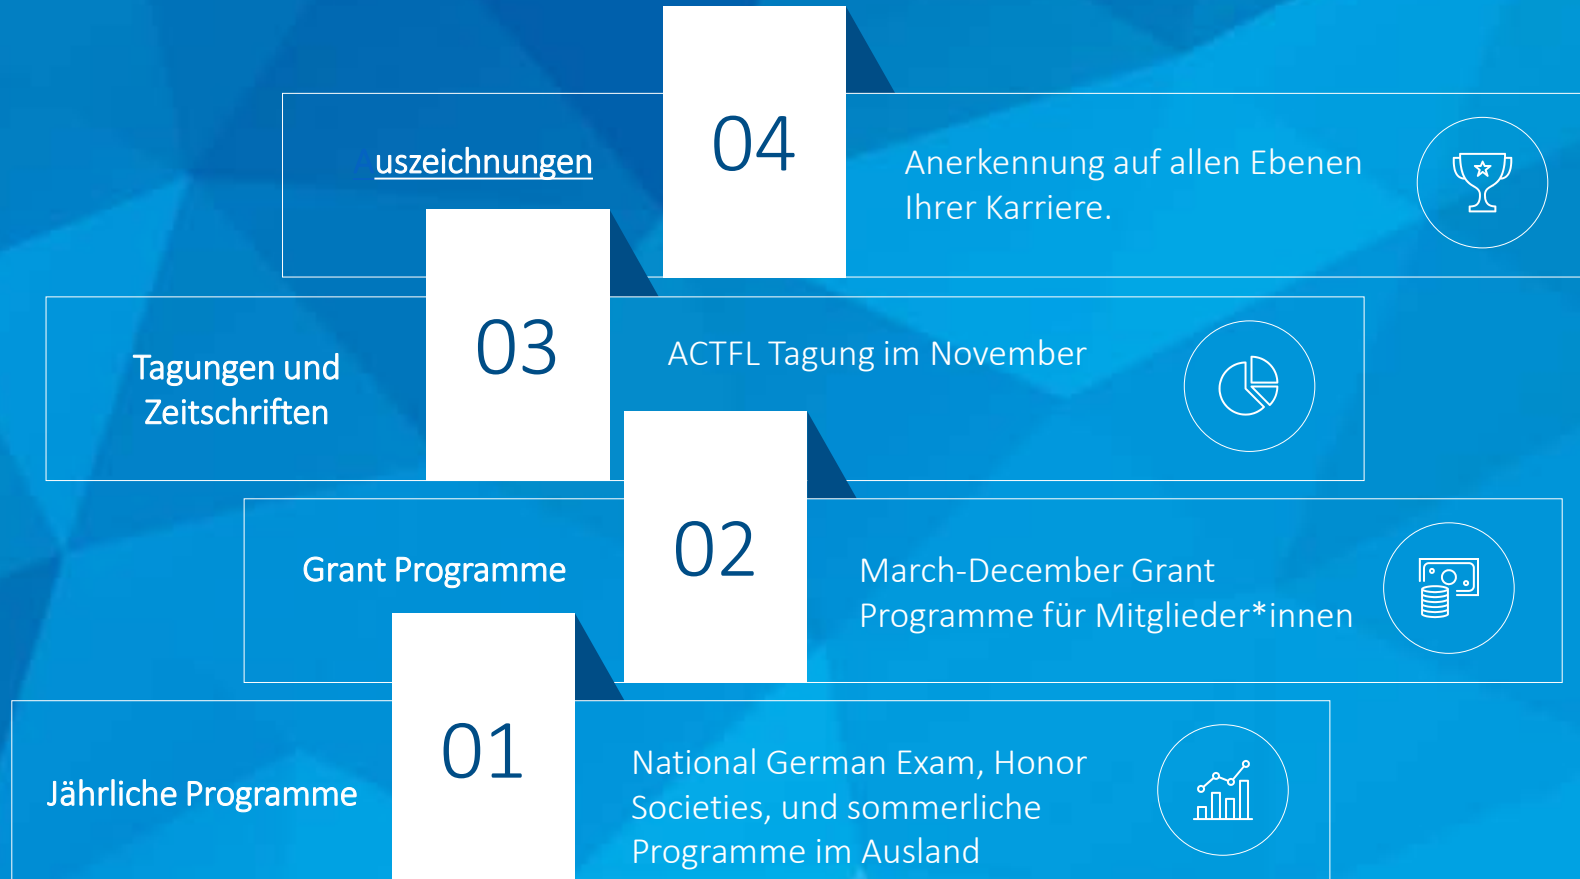 Auszeichnungen
04
Anerkennung auf allen Ebenen
Ihrer Karriere.
Tagungen und
Zeitschriften
03
ACTFL Tagung im November
Grant Programme
02
March-December Grant
Programme für Mitglieder*innen
Jährliche Programme
01
National German Exam, Honor
Societies, und sommerliche
Programme im Ausland